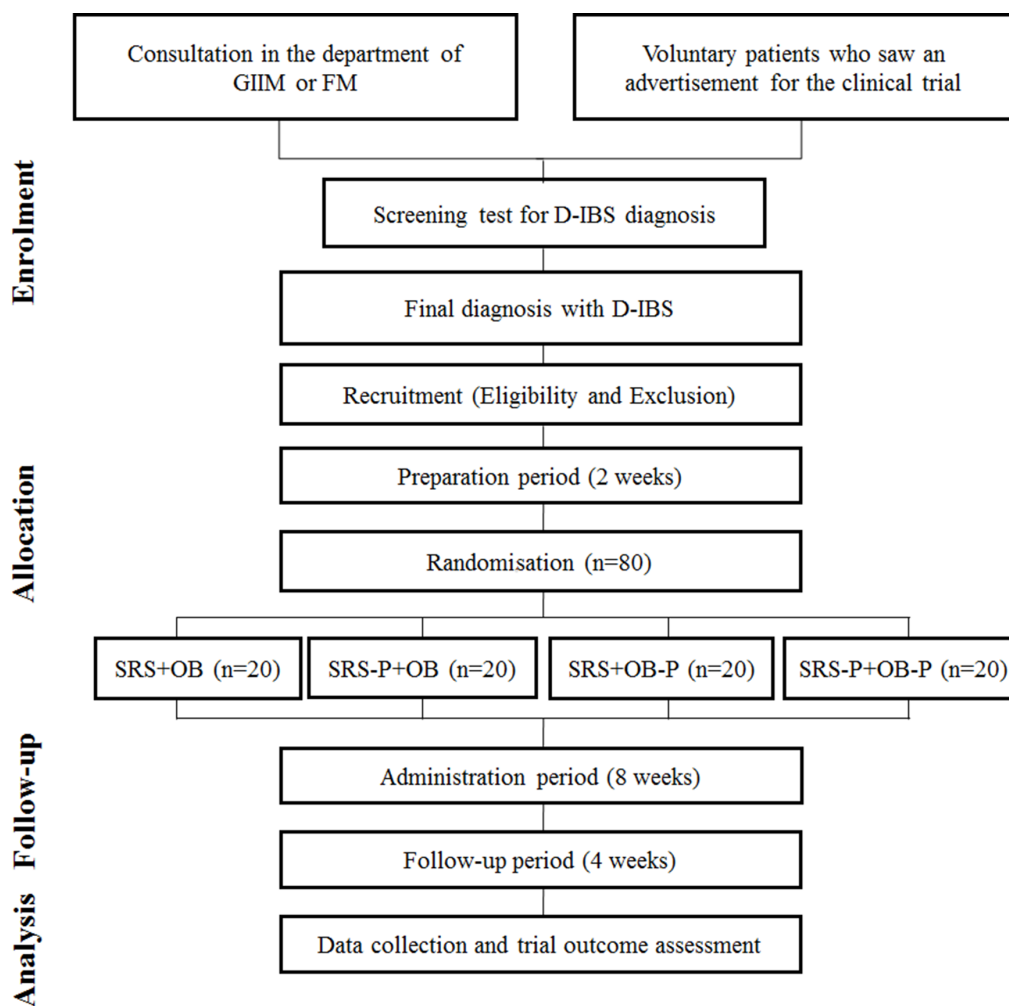 Consultation in the department of
GIIM or FM
Voluntary patients who saw an
advertisement for the clinical trial
Enrolment
Screening test for D-IBS diagnosis
Final diagnosis with D-IBS
Recruitment (Eligibility and Exclusion)
Allocation
Preparation period (2 weeks)
Randomisation (n=80)
SRS+OB (n=20)
SRS-P+OB (n=20)
SRS+OB-P (n=20)
SRS-P+OB-P (n=20)
Follow-up
Administration period (8 weeks)
Follow-up period (4 weeks)
Analysis
Data collection and trial outcome assessment